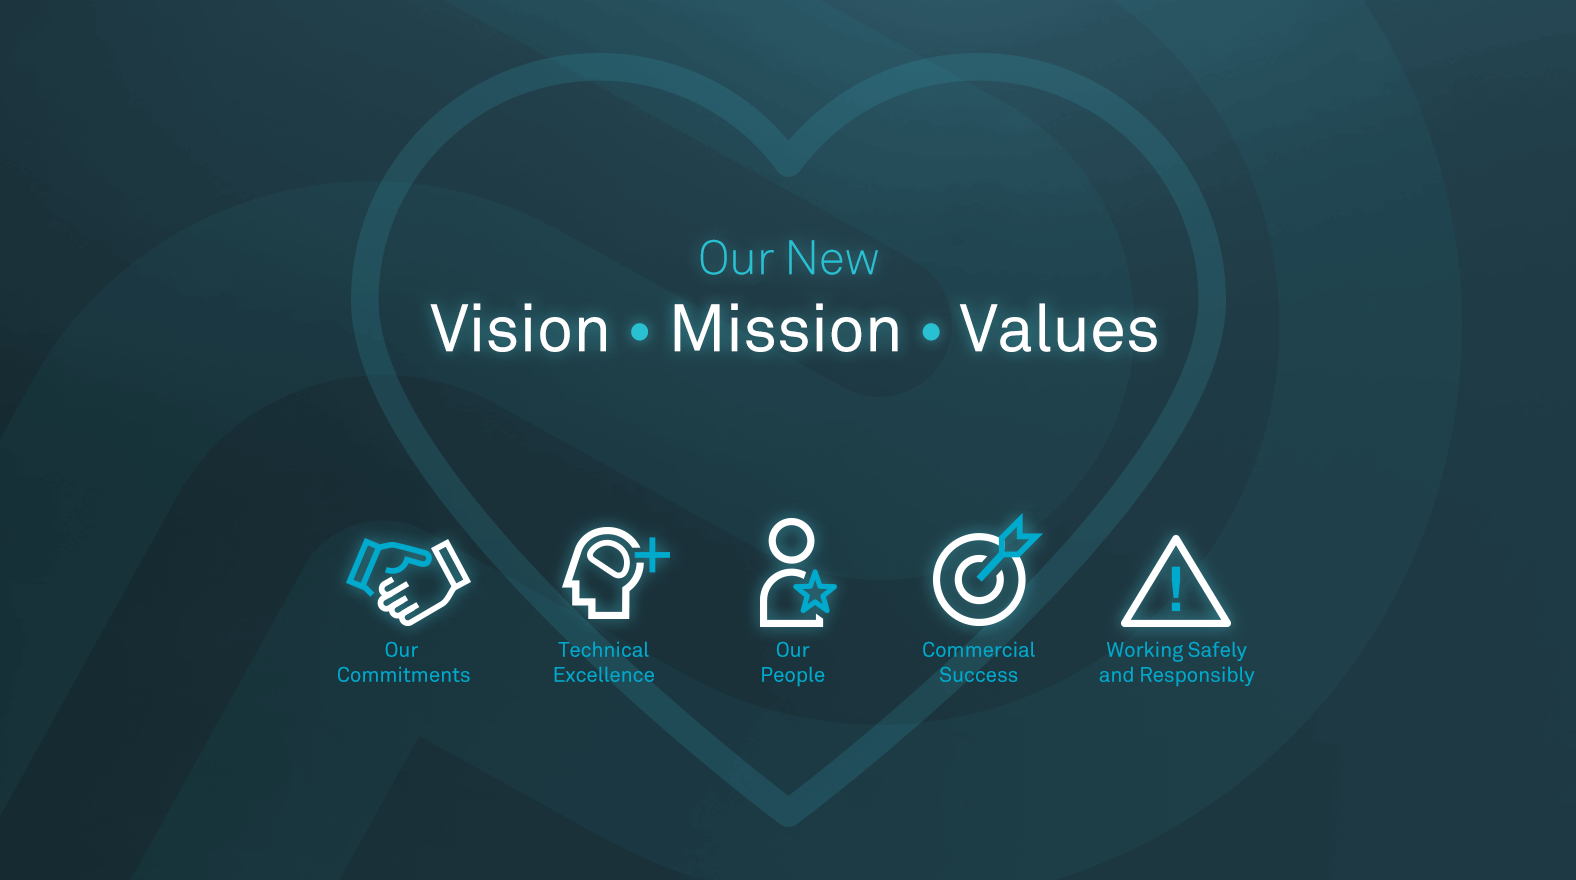 Our New
Vision • Mission • Values
Our
Commitments
Technical
Excellence
Our
People
Commercial
Success
Working Safely
and Responsibly